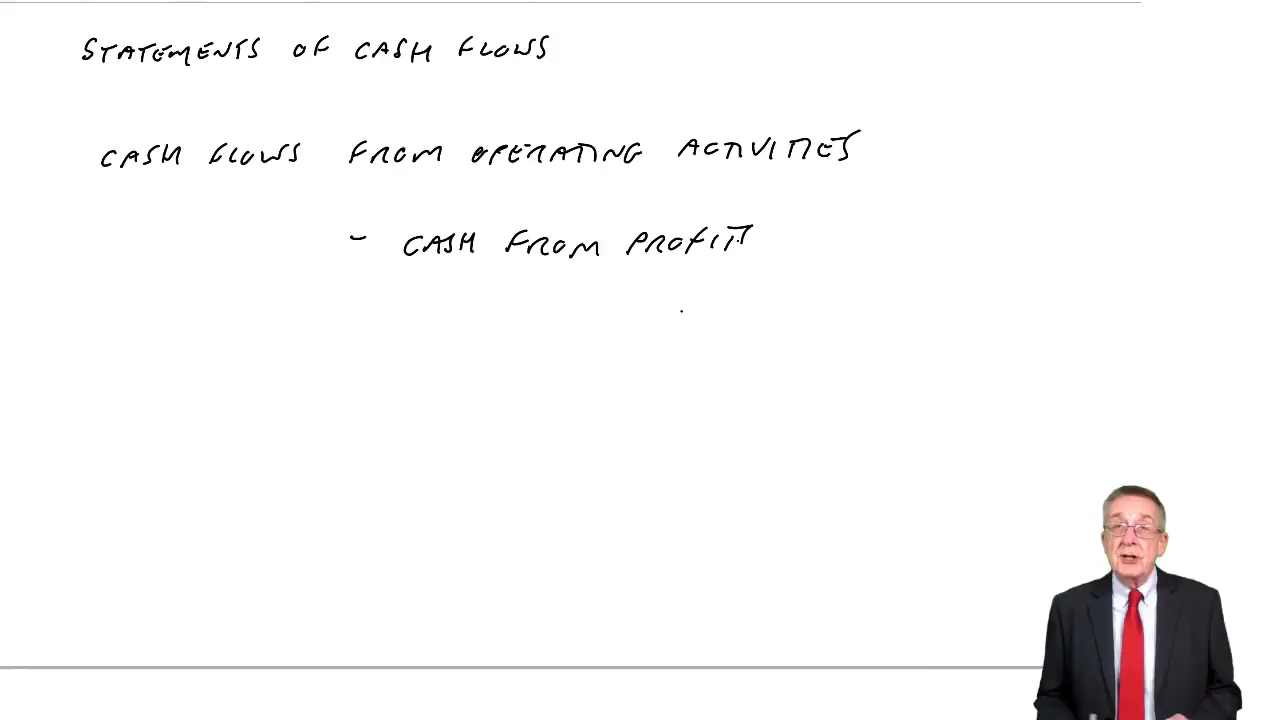 STATEMENTS OF CASH FLOWS
CASH FLOWS FROM OPERATING ACTIVITIES
- CASH FROM PROFIT